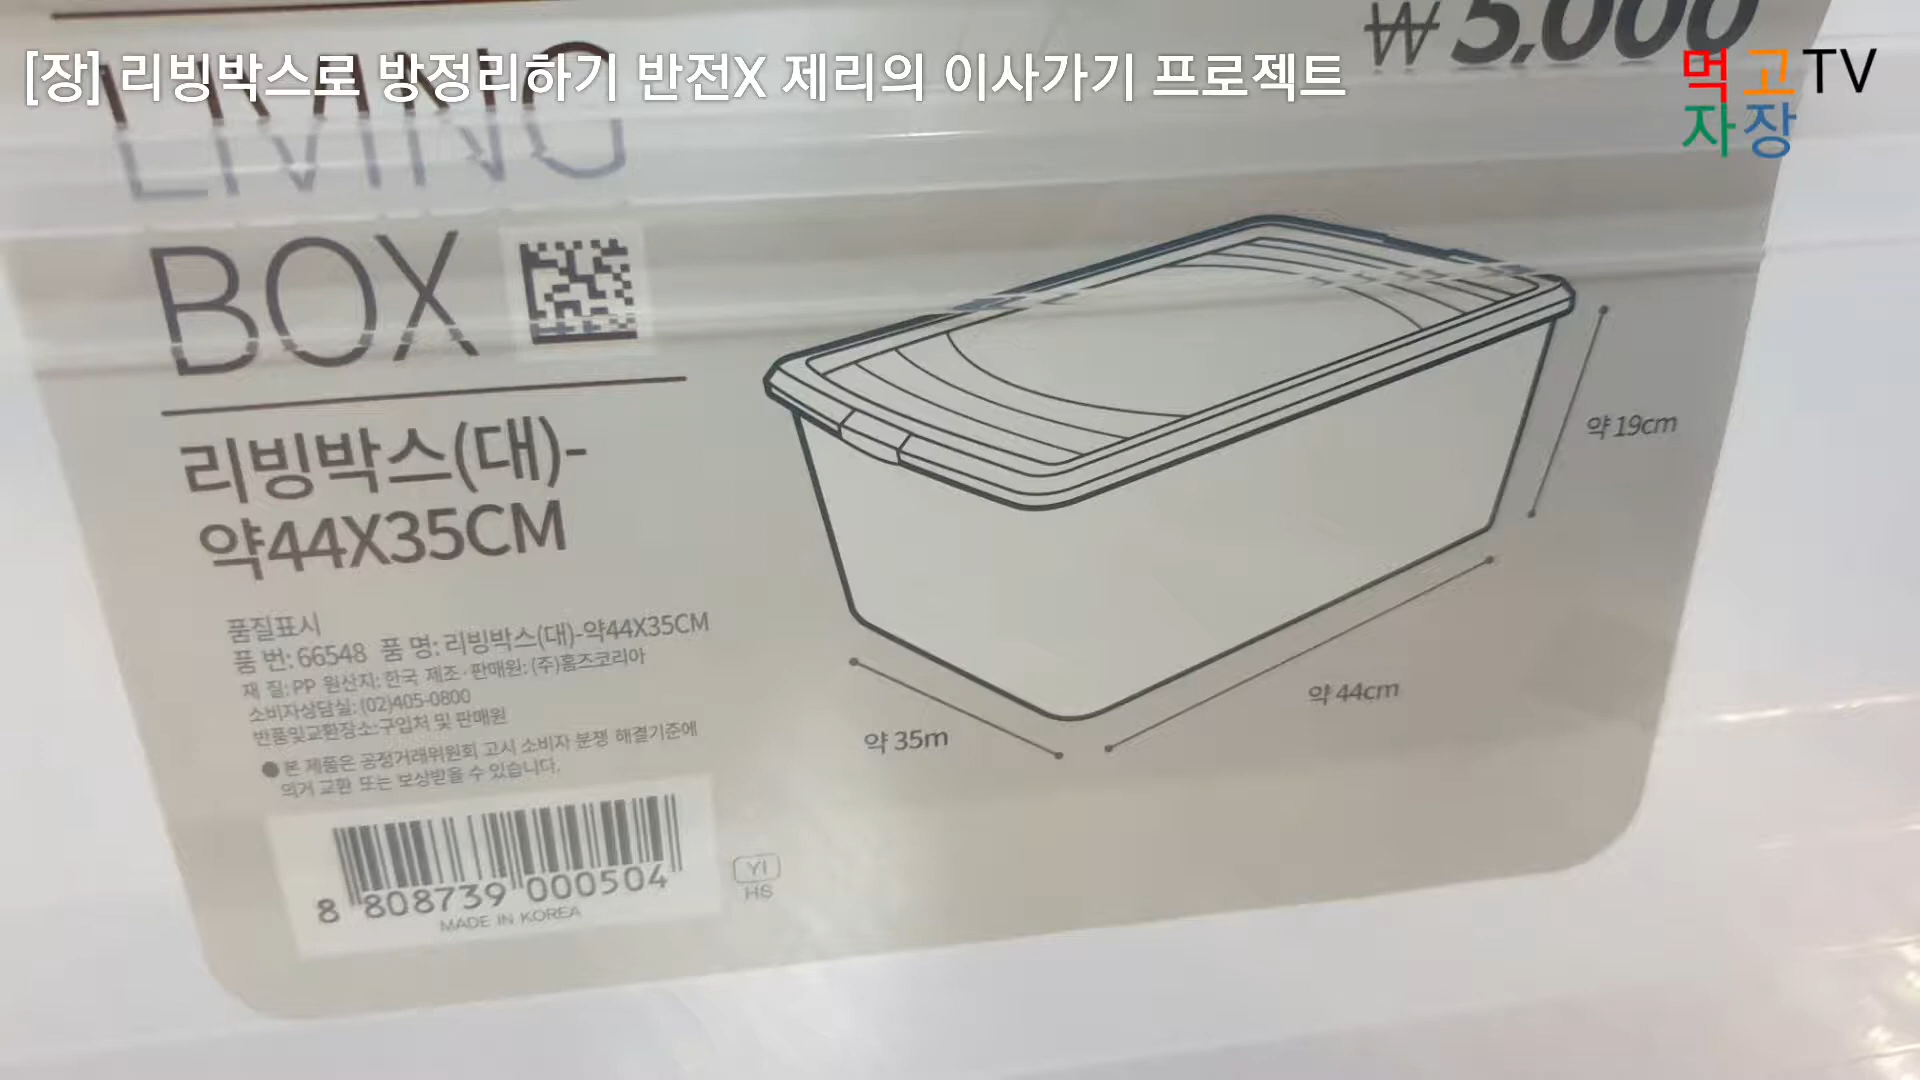 [장] 리빙박스로 방정리하기 반전X 제리의 이사가기 프로젝트
먹고TV
자장
₩5,000
LIVING
BOX
리빙박스(대)-
약44X35CM
품질표시
품 번: 66548 품 명: 리빙박스(대)-약44X35CM
재 질: PP 원산지: 한국 제조·판매원: (주)홈즈코리아
소비자상담실: (02)405-0800
반품및교환장소:구입처 및 판매원
● 본 제품은 공정거래위원회 고시 소비자 분쟁 해결기준에
의거 교환 또는 보상받을 수 있습니다.
8 808739 000504
MADE IN KOREA
YI
HS
약 19cm
약 44cm
약 35m